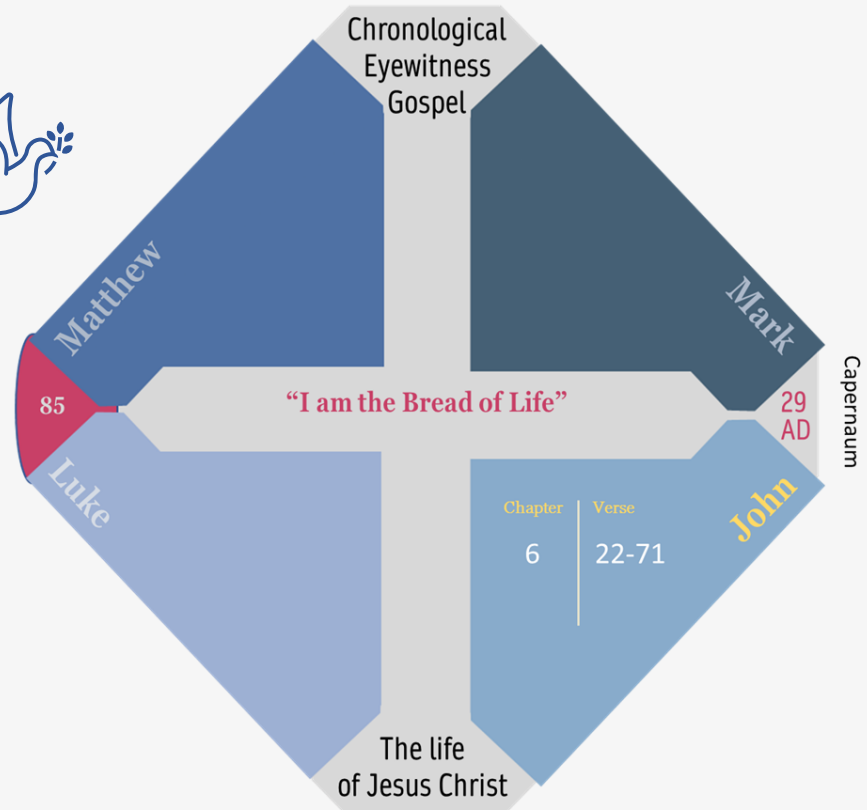 Chronological
Eyewitness
Gospel
Matthew
Mark
85
“I am the Bread of Life”
29
AD
Capernaum
Luke
John
Chapter
Verse
6
22-71
The life
of Jesus Christ